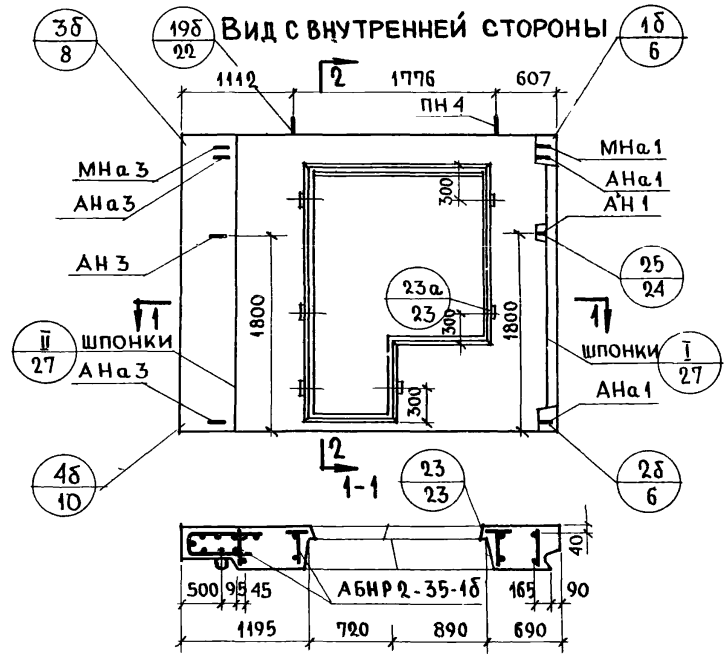 ВИД С ВНУТРЕННЕЙ СТОРОНЫ
3б
8
19б
22
1б
6
2
1112
1776
607
ПН 4
МНа 3
АНа 3
АН 3
МНа 1
АНа 1
АН 1
25
24
300
300
300
1800
1800
23а
23
1
1
II
27
ШПОНКИ
АНа 3
ШПОНКИ
I
27
АНа 1
4б
10
2
1-1
23
23
2б
6
40
500
95
45
АБНР 2-35-1б
165
90
1195
720
890
690